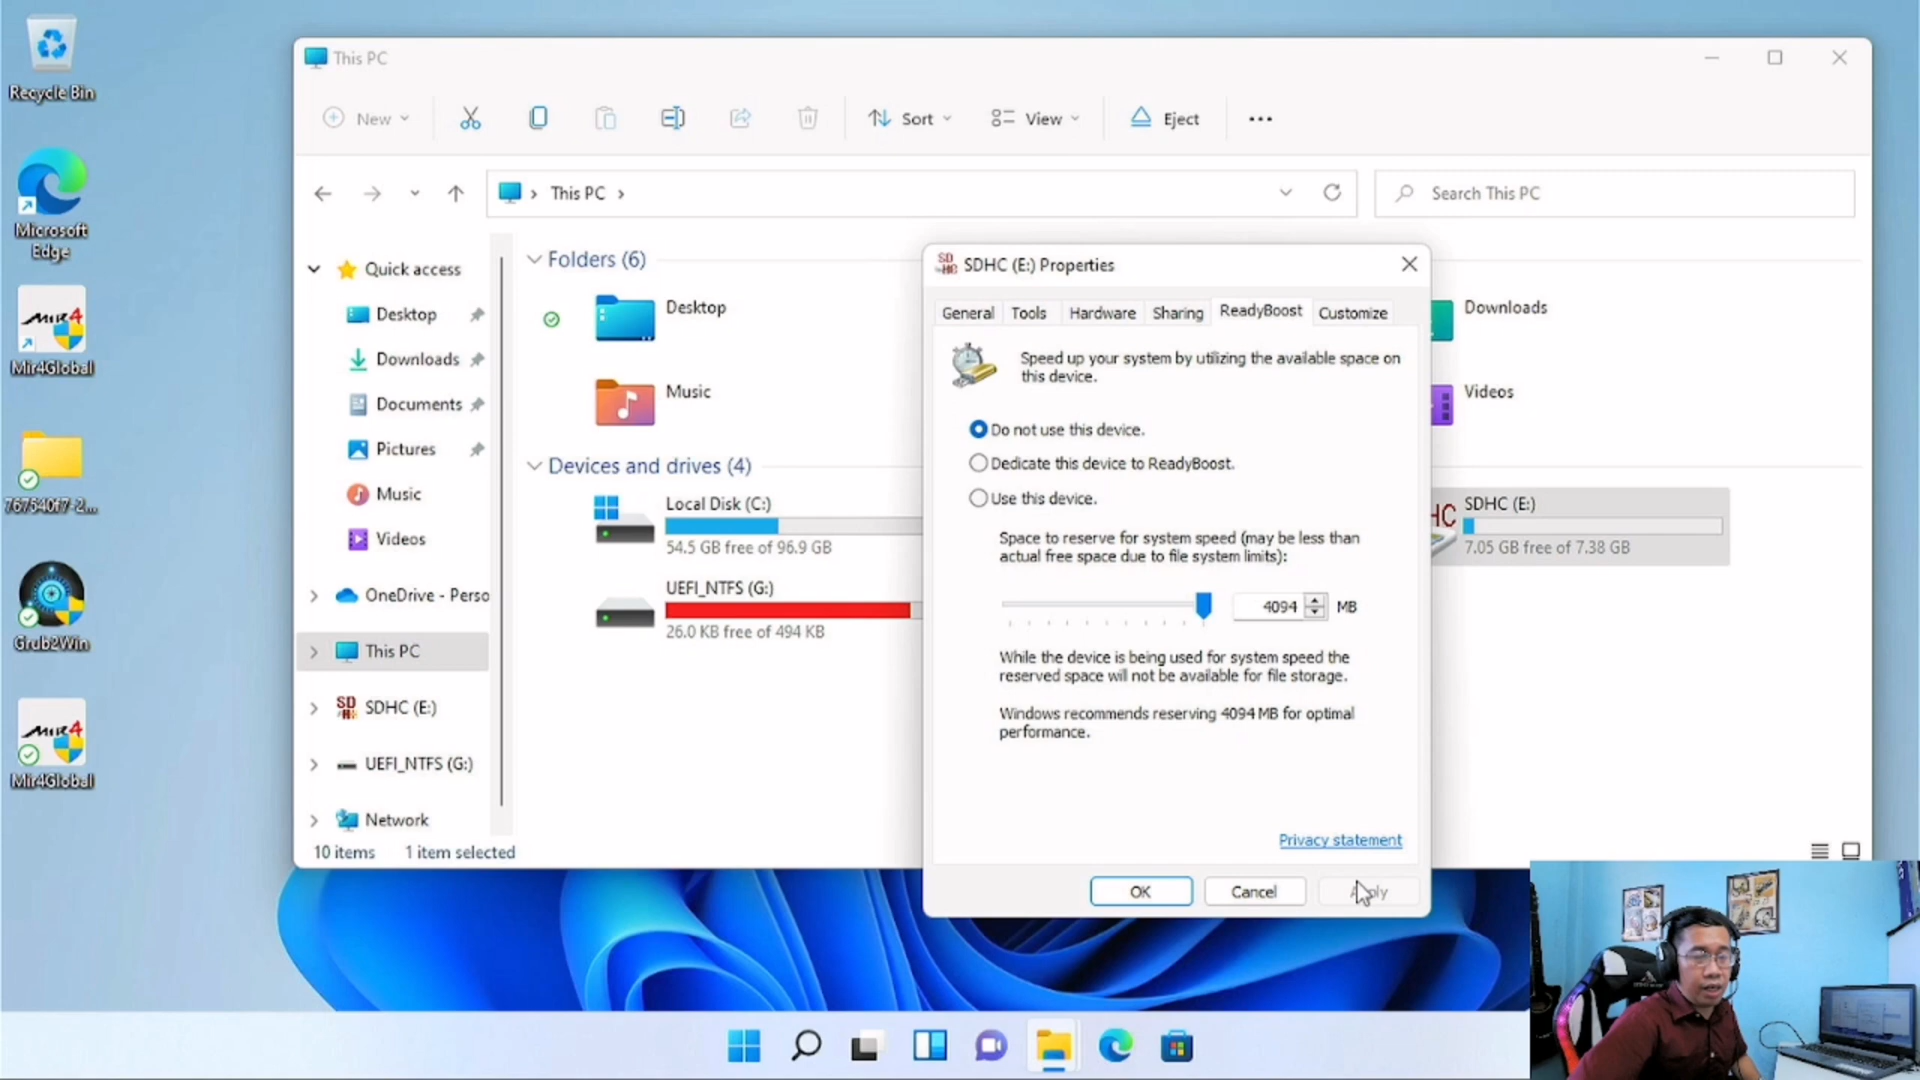 Recycle Bin
Microsoft
Edge
MIR4
Mir4Global
767540f7-2...
Grub2Win
MIR4
Mir4Global
This PC
New
Sort
View
Eject
This PC
Search This PC
Quick access
Desktop
Downloads
Documents
Pictures
Music
Videos
OneDrive - Perso
This PC
SDHC (E:)
UEFI_NTFS (G:)
Network
10 items 1 item selected
Folders (6)
Desktop
Music
Downloads
Videos
Devices and drives (4)
Local Disk (C:)
54.5 GB free of 96.9 GB
UEFI_NTFS (G:)
26.0 KB free of 494 KB
HC
SDHC (E:)
7.05 GB free of 7.38 GB
SDHC (E:) Properties
General Tools Hardware Sharing ReadyBoost Customize
Speed up your system by utilizing the available space on
this device.
Do not use this device.
Dedicate this device to ReadyBoost.
Use this device.
Space to reserve for system speed (may be less than
actual free space due to file system limits):
4094 MB
While the device is being used for system speed the
reserved space will not be available for file storage.
Windows recommends reserving 4094 MB for optimal
performance.
Privacy statement
OK Cancel Apply